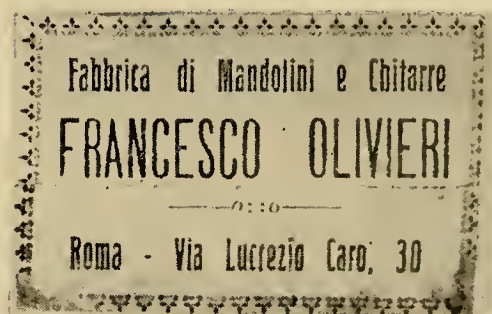 Fabbrica di Mandolini e Chitarre
FRANCESCO OLIVIERI
Roma - Via Lucrezio Caro, 30